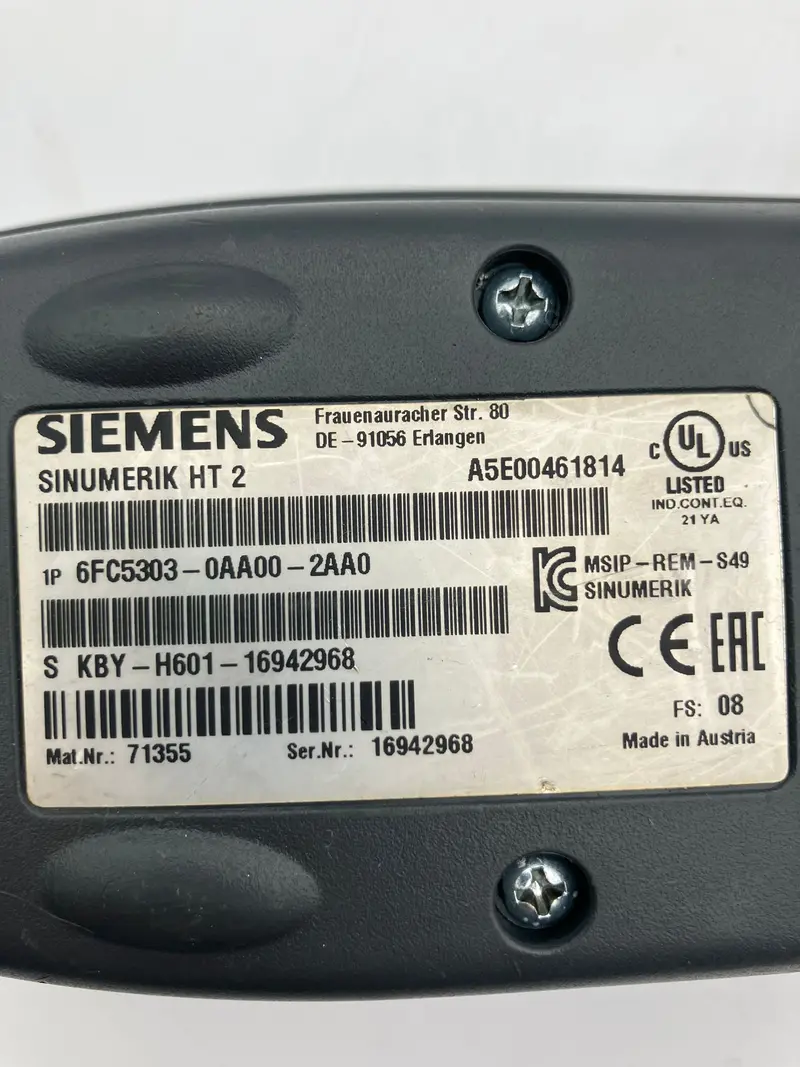 SIEMENS
Frauenauracher Str. 80
DE-91056 Erlangen
SINUMERIK HT 2
A5E00461814
C UL US
LISTED
IND.CONT.EQ.
21 YA
1P 6FC5303-0AA00-2AA0
MSIP-REM-S49
SINUMERIK
S KBY-H601-16942968
CE EAC
FS: 08
Mat.Nr.: 71355 Ser.Nr.: 16942968
Made in Austria